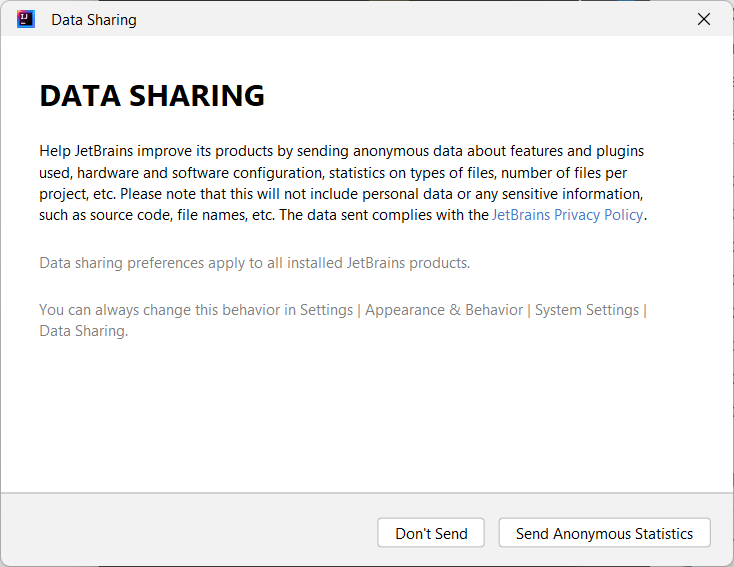 Data Sharing
DATA SHARING
Help JetBrains improve its products by sending anonymous data about features and plugins
used, hardware and software configuration, statistics on types of files, number of files per
project, etc. Please note that this will not include personal data or any sensitive information,
such as source code, file names, etc. The data sent complies with the JetBrains Privacy Policy.
Data sharing preferences apply to all installed JetBrains products.
You can always change this behavior in Settings | Appearance & Behavior | System Settings |
Data Sharing.
Don't Send
Send Anonymous Statistics